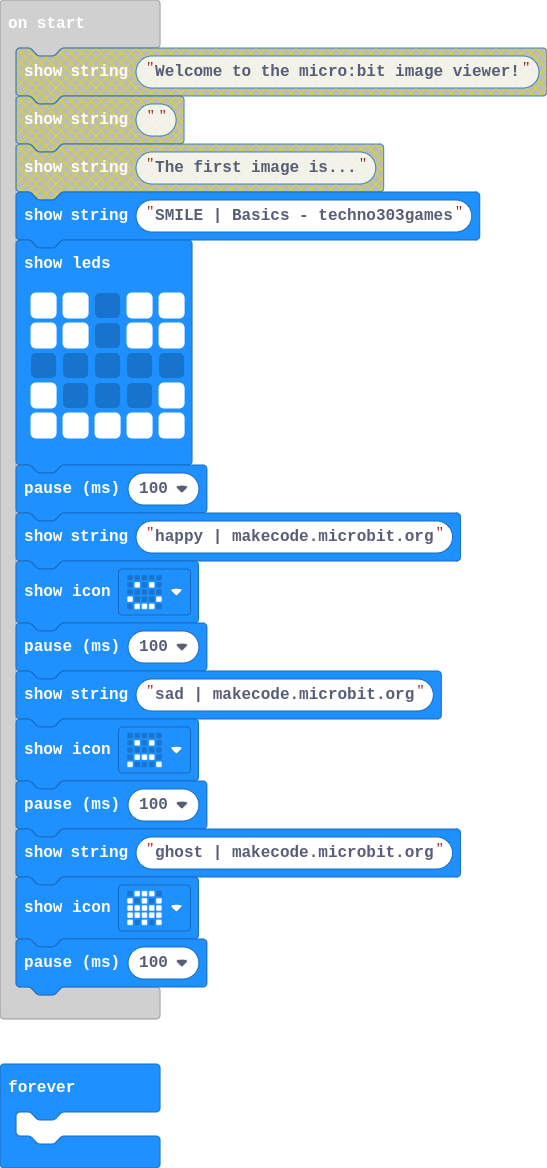 on start
show string "Welcome to the micro:bit image viewer!"
show string " "
show string "The first image is..."
show string "SMILE | Basics - techno303games"
show leds
pause (ms) 100
show string "happy | makecode.microbit.org"
show icon
pause (ms) 100
show string "sad | makecode.microbit.org"
show icon
pause (ms) 100
show string "ghost | makecode.microbit.org"
show icon
pause (ms) 100
forever